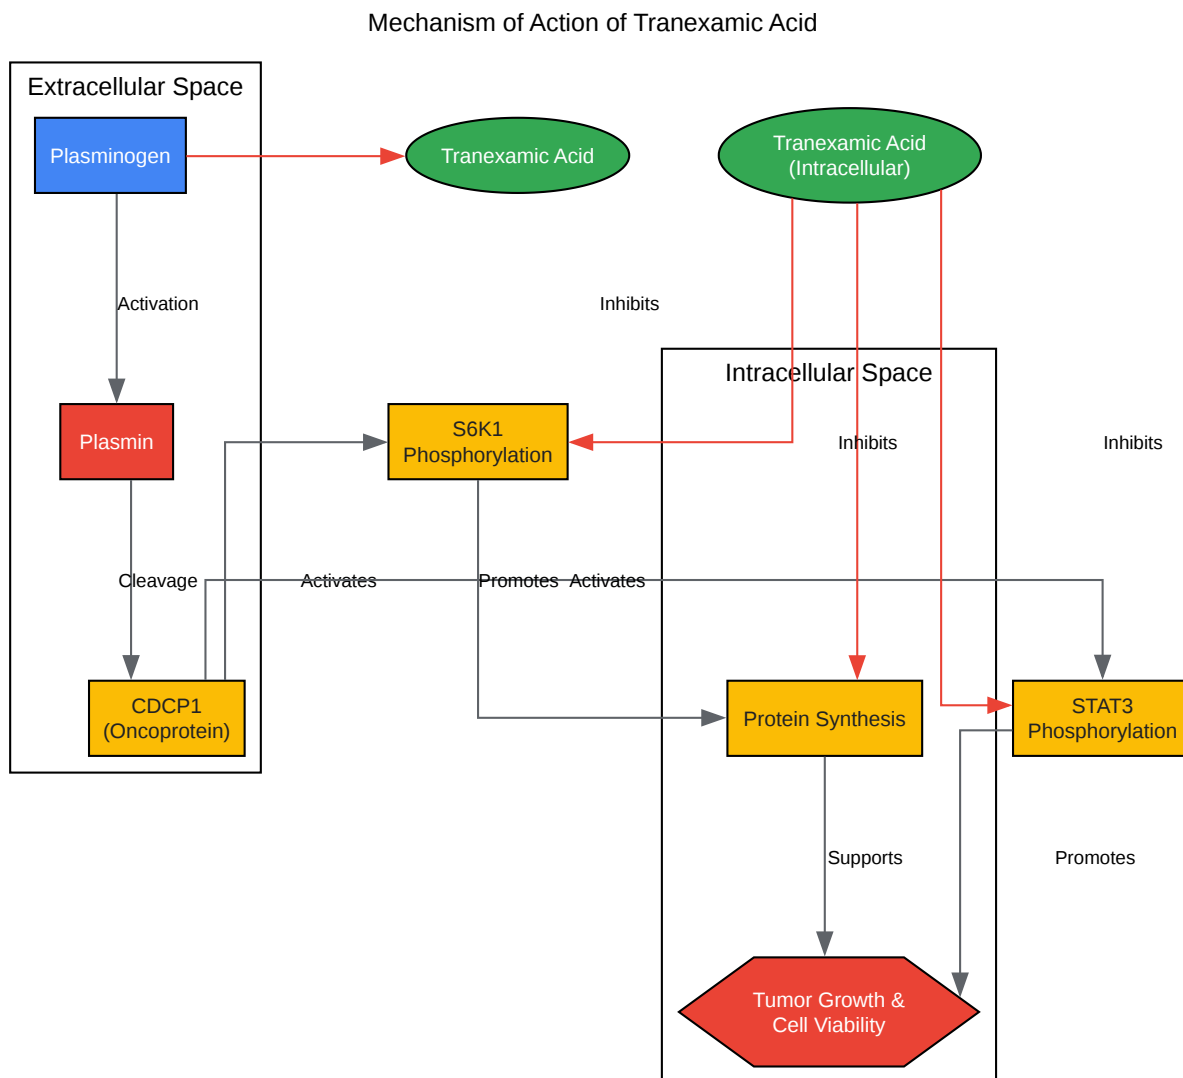 Mechanism of Action of Tranexamic Acid
Extracellular Space
Plasminogen
Tranexamic Acid
Tranexamic Acid
(Intracellular)
Activation
Inhibits
Intracellular Space
Plasmin
S6K1
Phosphorylation
Inhibits
Inhibits
Cleavage
Activates
Promotes
Activates
CDCP1
(Oncoprotein)
Protein Synthesis
STAT3
Phosphorylation
Supports
Promotes
Tumor Growth &
Cell Viability